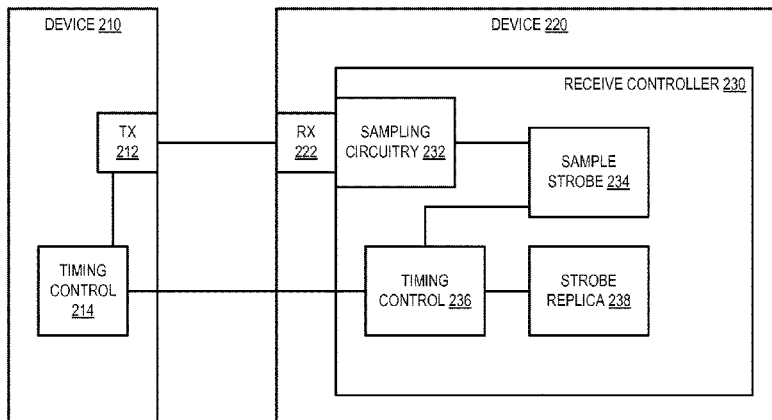 DEVICE 210
DEVICE 220
RECEIVE CONTROLLER 230
TX
212
RX
222
SAMPLING
CIRCUITRY 232
SAMPLE
STROBE 234
TIMING
CONTROL
214
TIMING
CONTROL 236
STROBE
REPLICA 238